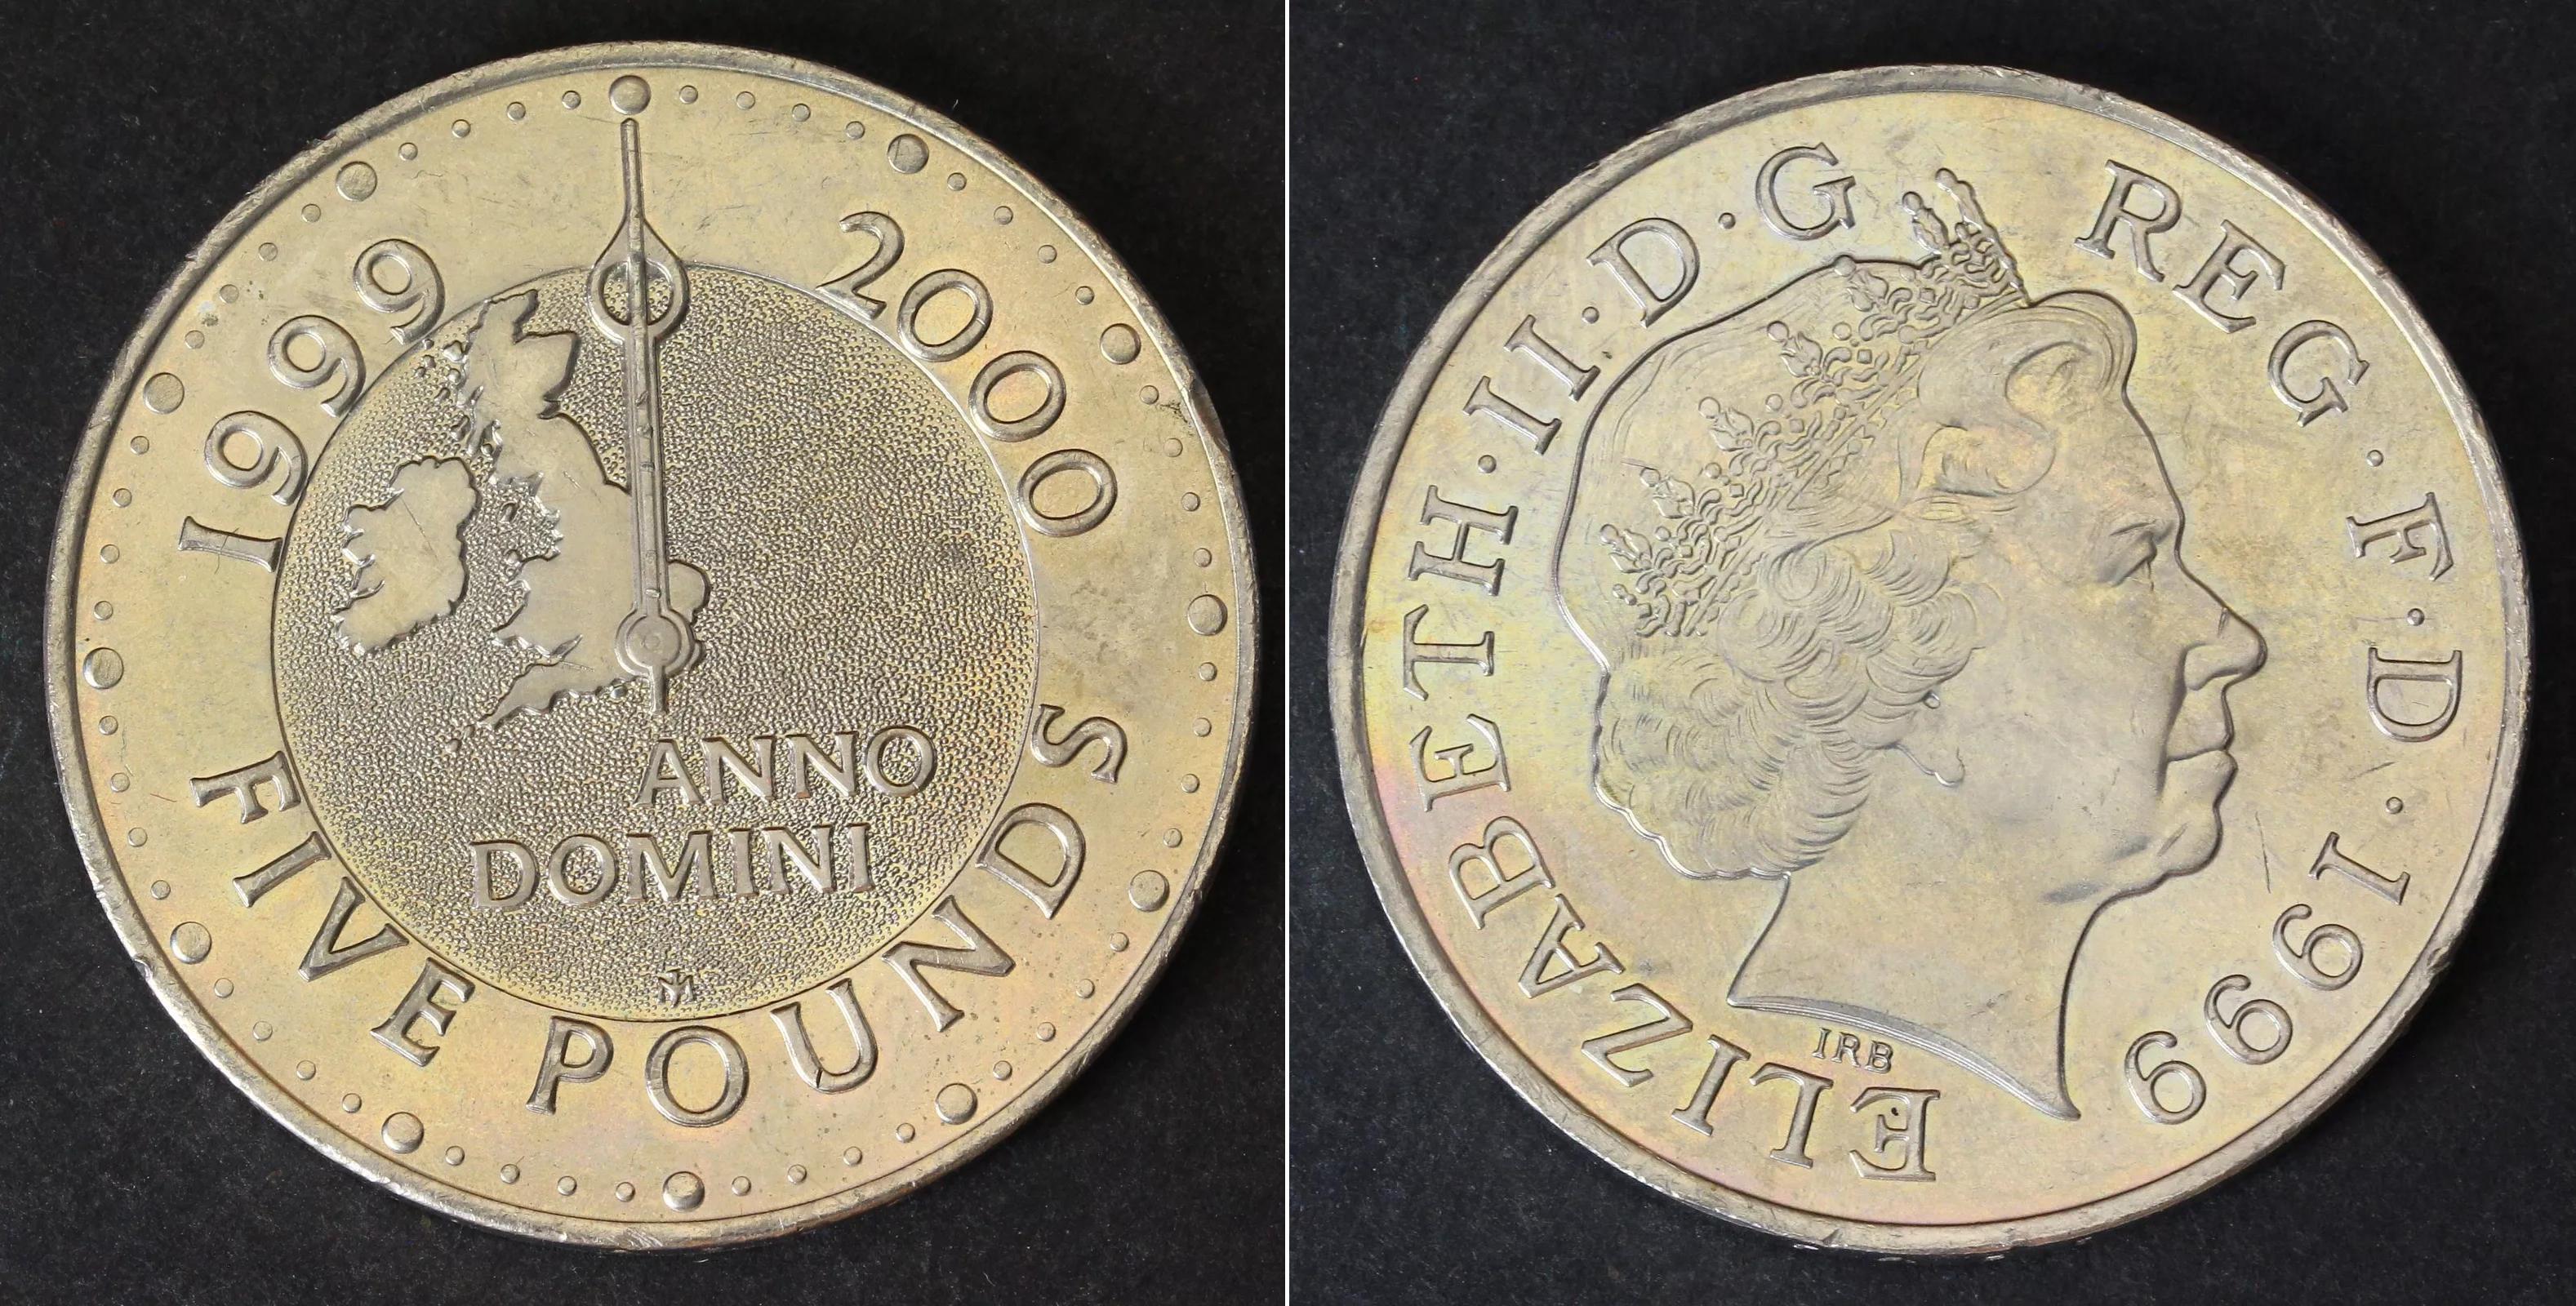 1999
2000
ANNO
DOMINI
FIVE POUNDS
ELIZABETH·II·D·G
REG·F·D·1999
IRB